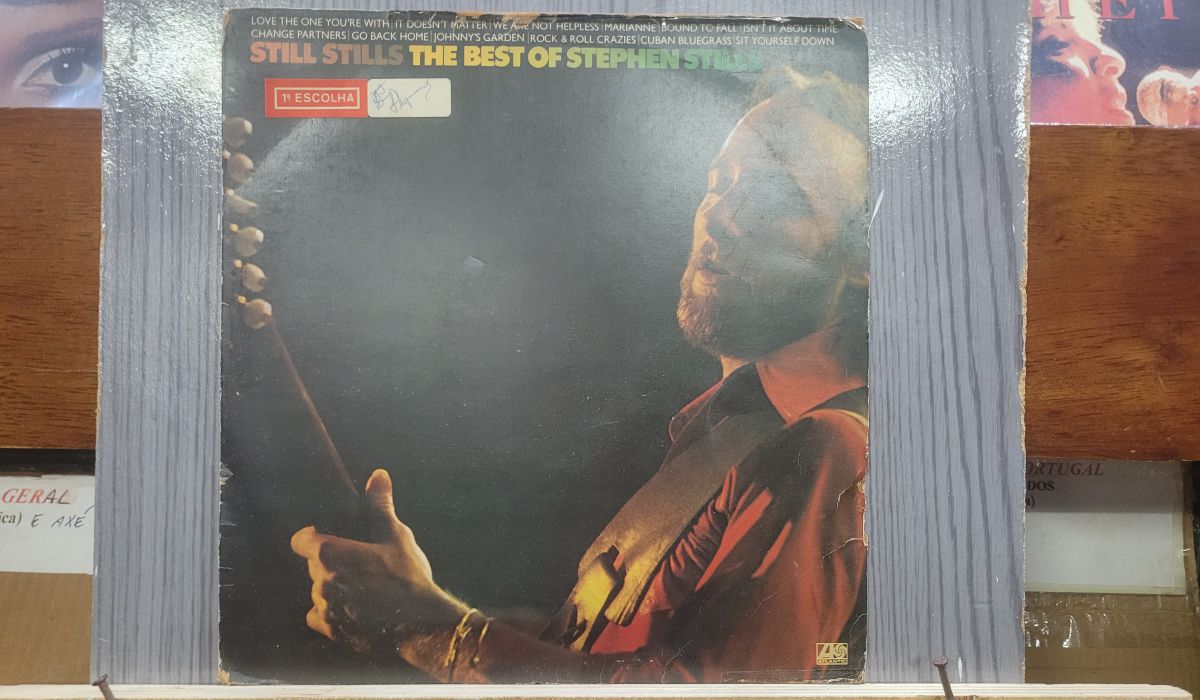 LOVE THE ONE YOU'RE WITH | IT DOESN'T MATTER | WE ARE NOT HELPLESS | MARIANNE | BOUND TO FALL | ISN'T IT ABOUT TIME
CHANGE PARTNERS | GO BACK HOME | JOHNNY'S GARDEN | ROCK & ROLL CRAZIES | CUBAN BLUEGRASS | SIT YOURSELF DOWN
STILL STILLS THE BEST OF STEPHEN STILLS
1ª ESCOLHA
ATLANTIC
GERAL
E AXÉ
PORTUGAL